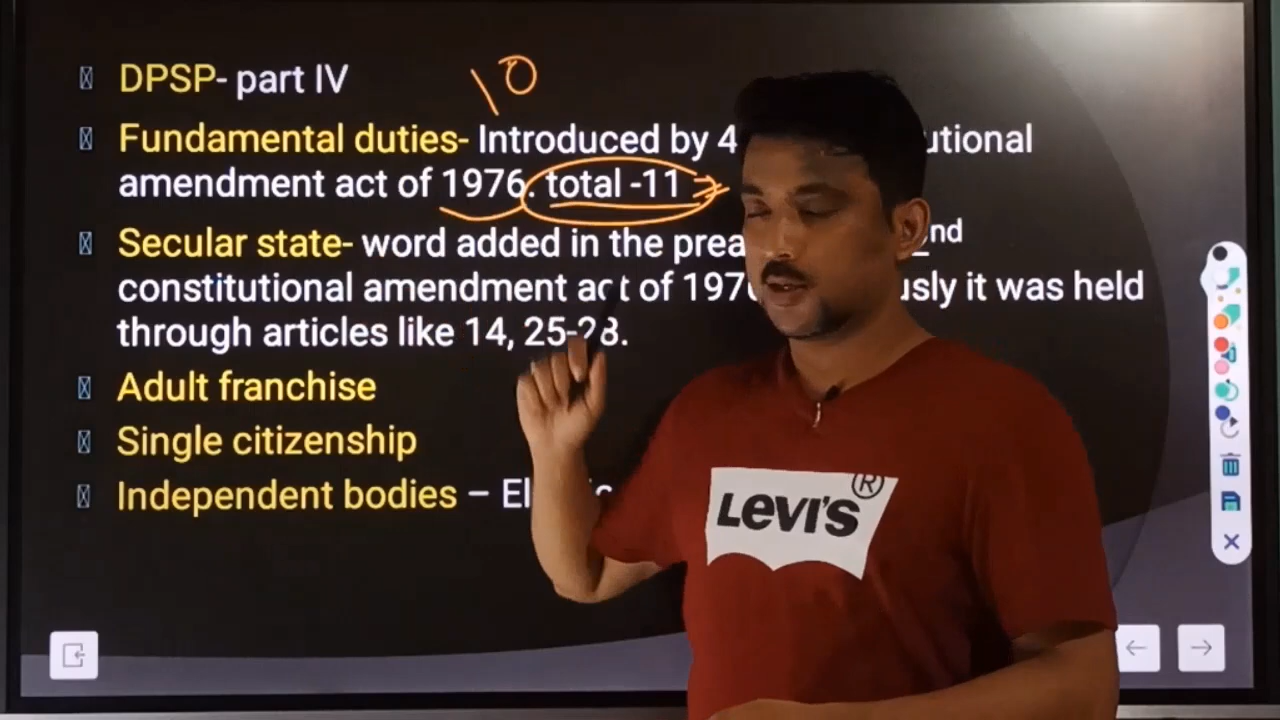 DPSP- part IV
10
Fundamental duties- Introduced by 4 utional
amendment act of 1976. total -11
Secular state- word added in the prea nd
constitutional amendment act of 197 usly it was held
through articles like 14, 25-28.
Adult franchise
Single citizenship
Independent bodies – El
LEVI'S ®